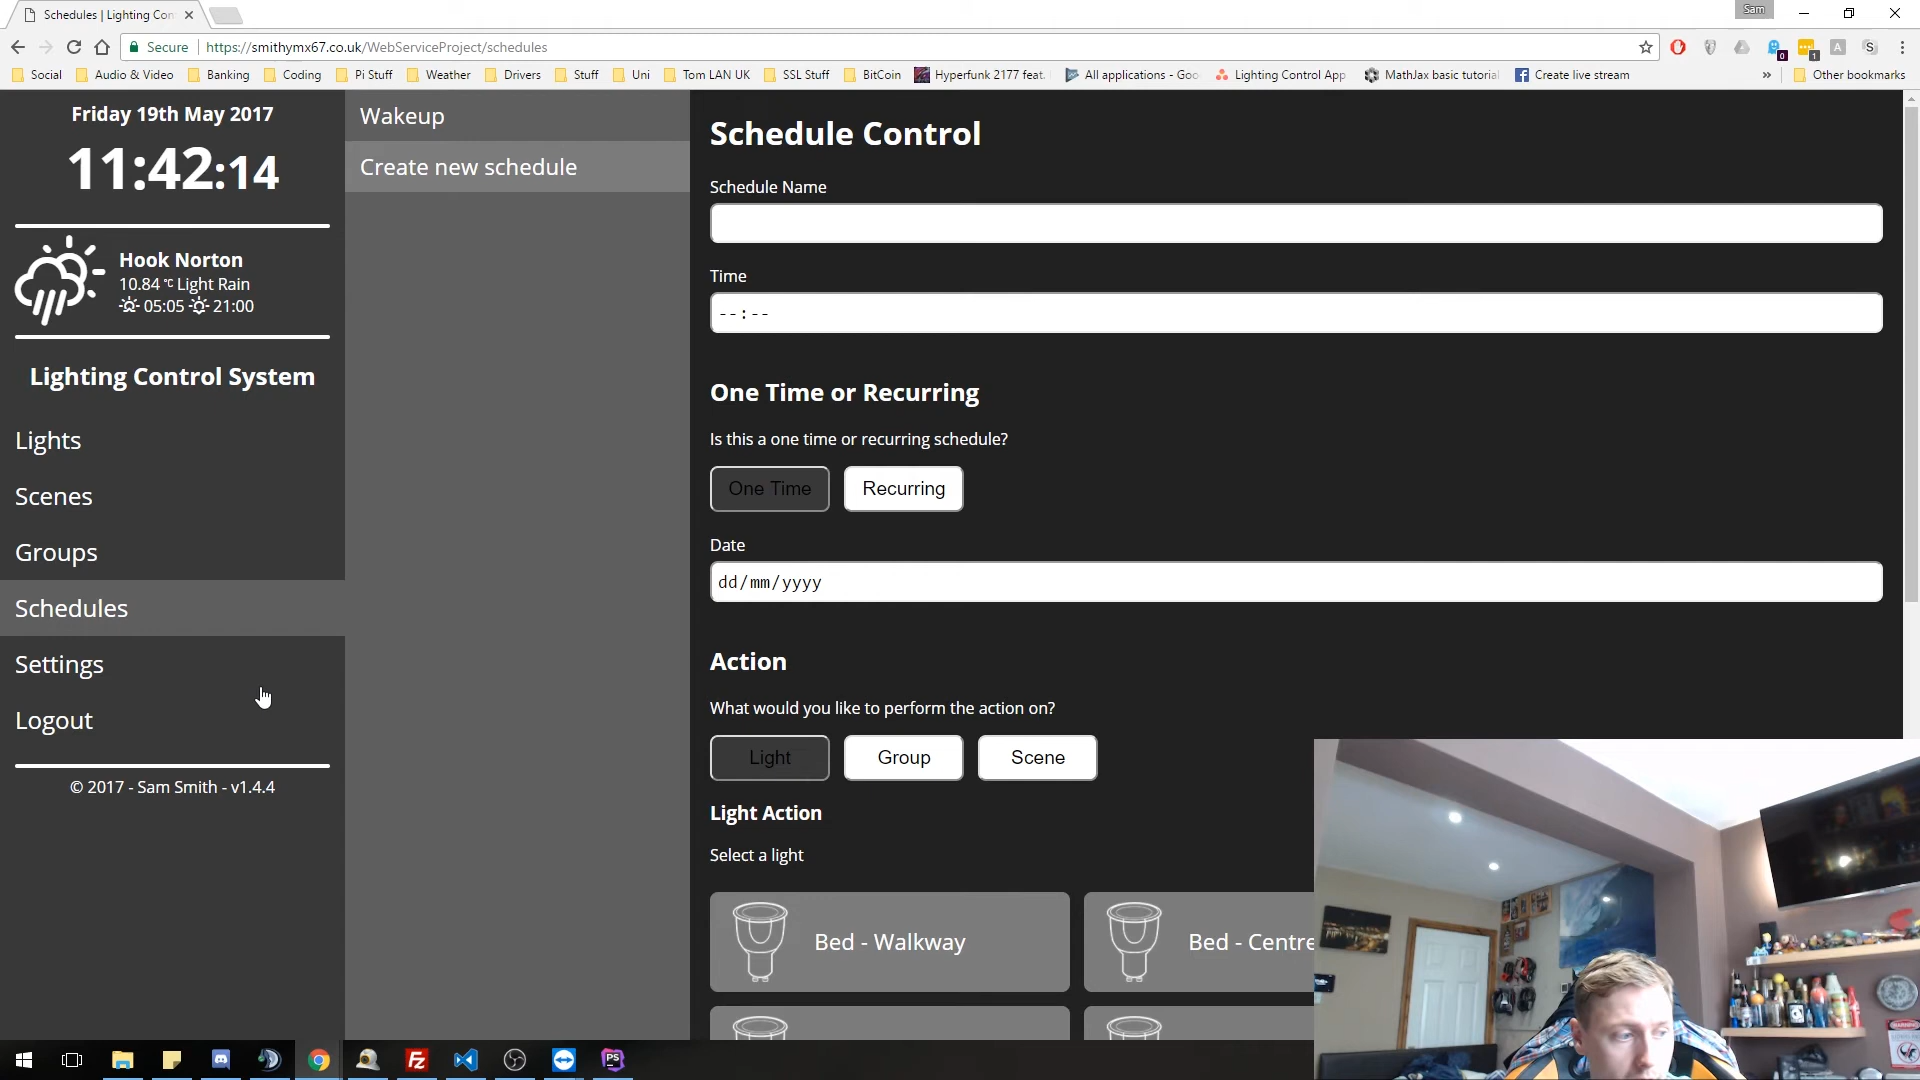 Schedules | Lighting Con
Sam
Secure
https://smithymx67.co.uk/WebServiceProject/schedules
Social
Audio & Video
Banking
Coding
Pi Stuff
Weather
Drivers
Stuff
Uni
Tom LAN UK
SSL Stuff
BitCoin
Hyperfunk 2177 feat.
All applications - Goo
Lighting Control App
MathJax basic tutorial
Create live stream
»
Other bookmarks
Friday 19th May 2017
11:42:14
Hook Norton
10.84 °C Light Rain
05:05 21:00
Lighting Control System
Lights
Scenes
Groups
Schedules
Settings
Logout
© 2017 - Sam Smith - v1.4.4
Wakeup
Create new schedule
Schedule Control
Schedule Name
Time
--:--
One Time or Recurring
Is this a one time or recurring schedule?
One Time
Recurring
Date
dd/mm/yyyy
Action
What would you like to perform the action on?
Light
Group
Scene
Light Action
Select a light
Bed - Walkway
Bed - Centre